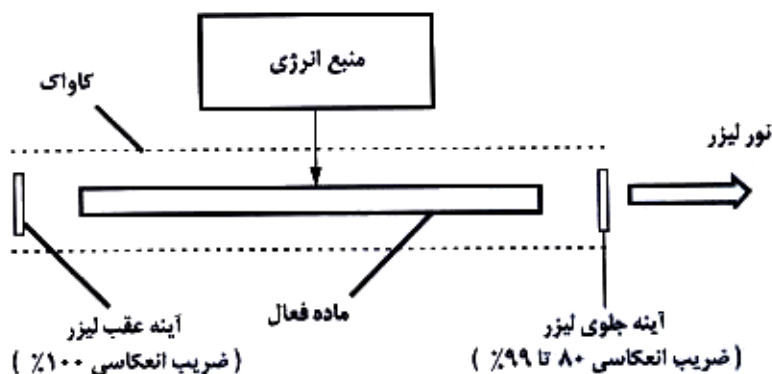 منبع انرژی
کاواک
نور لیزر
آینه عقب لیزر
( ضریب انعکاسی ۱۰۰٪ )
ماده فعال
آینه جلوی لیزر
( ضریب انعکاسی ۸۰ تا ۹۹٪ )